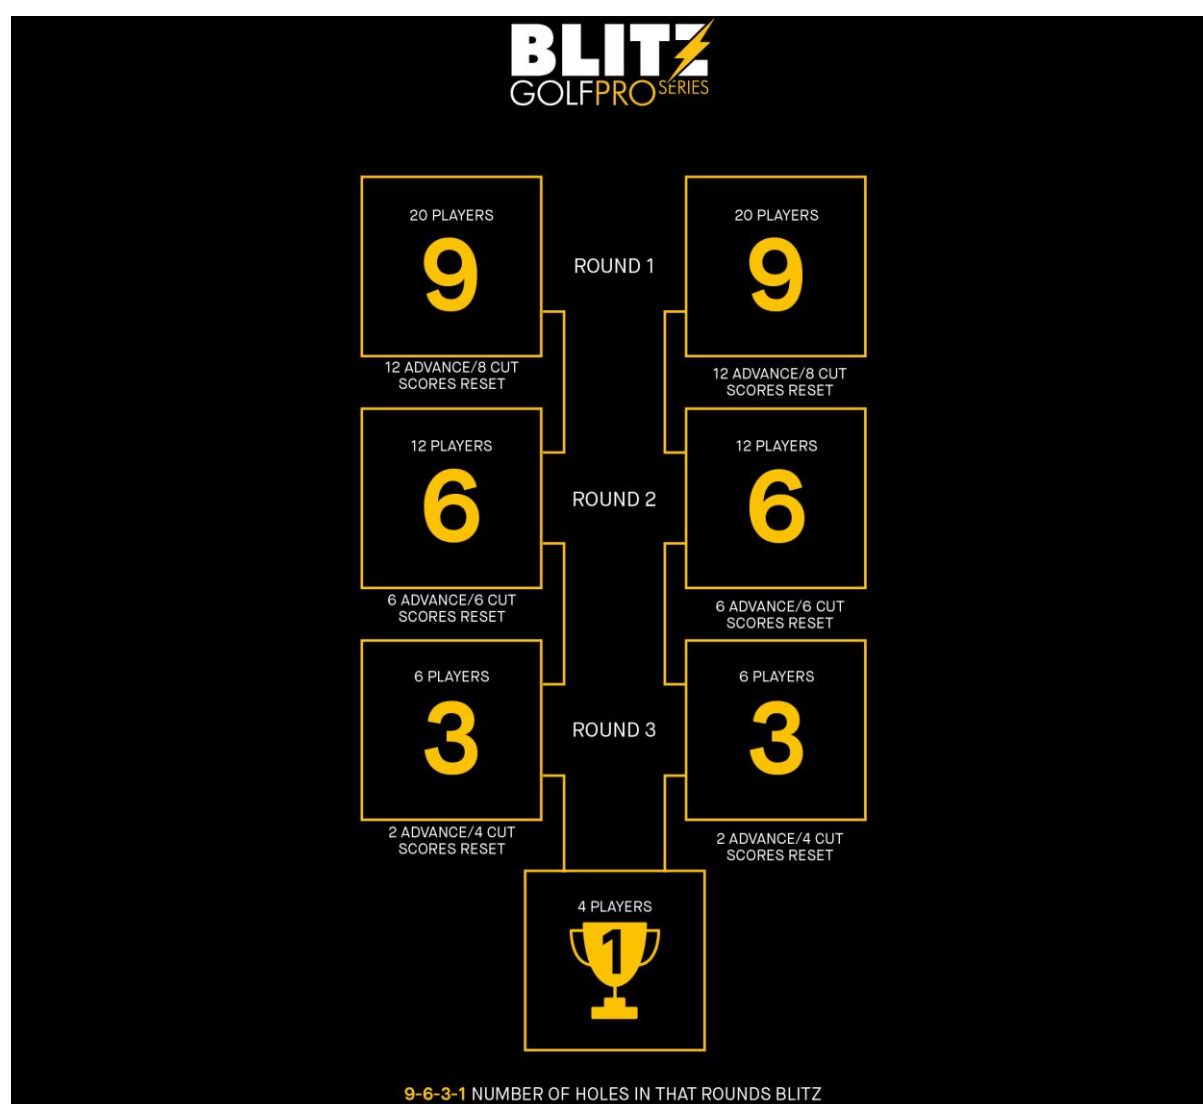 BLITZ
GOLFPRO SERIES
20 PLAYERS
9
12 ADVANCE/8 CUT
SCORES RESET
ROUND 1
20 PLAYERS
9
12 ADVANCE/8 CUT
SCORES RESET
12 PLAYERS
6
6 ADVANCE/6 CUT
SCORES RESET
ROUND 2
12 PLAYERS
6
6 ADVANCE/6 CUT
SCORES RESET
6 PLAYERS
3
2 ADVANCE/4 CUT
SCORES RESET
ROUND 3
6 PLAYERS
3
2 ADVANCE/4 CUT
SCORES RESET
4 PLAYERS
1
9-6-3-1 NUMBER OF HOLES IN THAT ROUNDS BLITZ